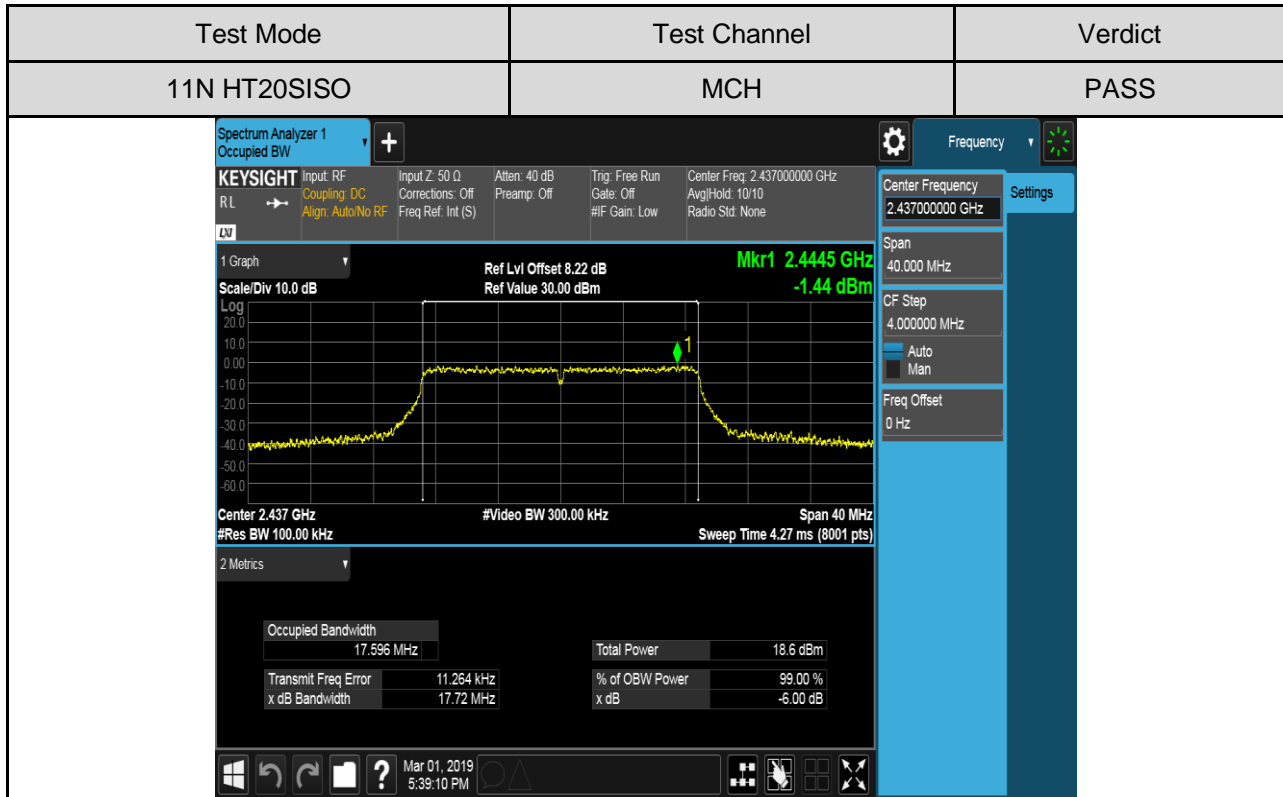 Test Mode Test Channel Verdict
11N HT20SISO MCH PASS
Spectrum Analyzer 1
Occupied BW
+
Frequency
KEYSIGHT
RL
LXI
Input: RF
Coupling: DC
Align: Auto/No RF
Input Z: 50 Ω
Corrections: Off
Freq Ref: Int (S)
Atten: 40 dB
Preamp: Off
Trig: Free Run
Gate: Off
#IF Gain: Low
Center Freq: 2.437000000 GHz
Avg|Hold: 10/10
Radio Std: None
Center Frequency
2.437000000 GHz
Settings
Span
40.000 MHz
CF Step
4.000000 MHz
Auto
Man
Freq Offset
0 Hz
1 Graph
Scale/Div 10.0 dB
Ref Lvl Offset 8.22 dB
Ref Value 30.00 dBm
Mkr1 2.4445 GHz
-1.44 dBm
Log
20.0
10.0
0.00
-10.0
-20.0
-30.0
-40.0
-50.0
-60.0
1
Center 2.437 GHz #Video BW 300.00 kHz Span 40 MHz
#Res BW 100.00 kHz Sweep Time 4.27 ms (8001 pts)
2 Metrics
Occupied Bandwidth
17.596 MHz
Total Power 18.6 dBm
Transmit Freq Error 11.264 kHz % of OBW Power 99.00 %
x dB Bandwidth 17.72 MHz x dB -6.00 dB
?
Mar 01, 2019
5:39:10 PM